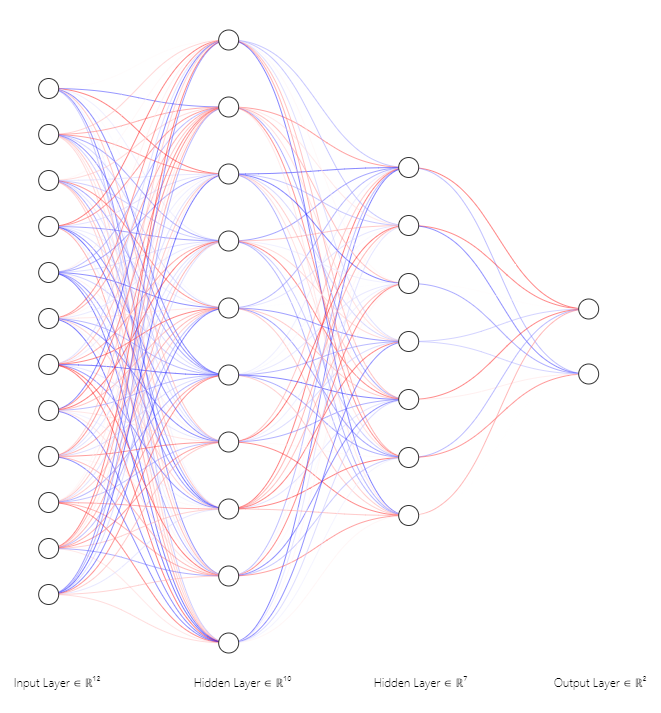 Input Layer ∈ ℝ¹²
Hidden Layer ∈ ℝ¹⁰
Hidden Layer ∈ ℝ⁷
Output Layer ∈ ℝ²